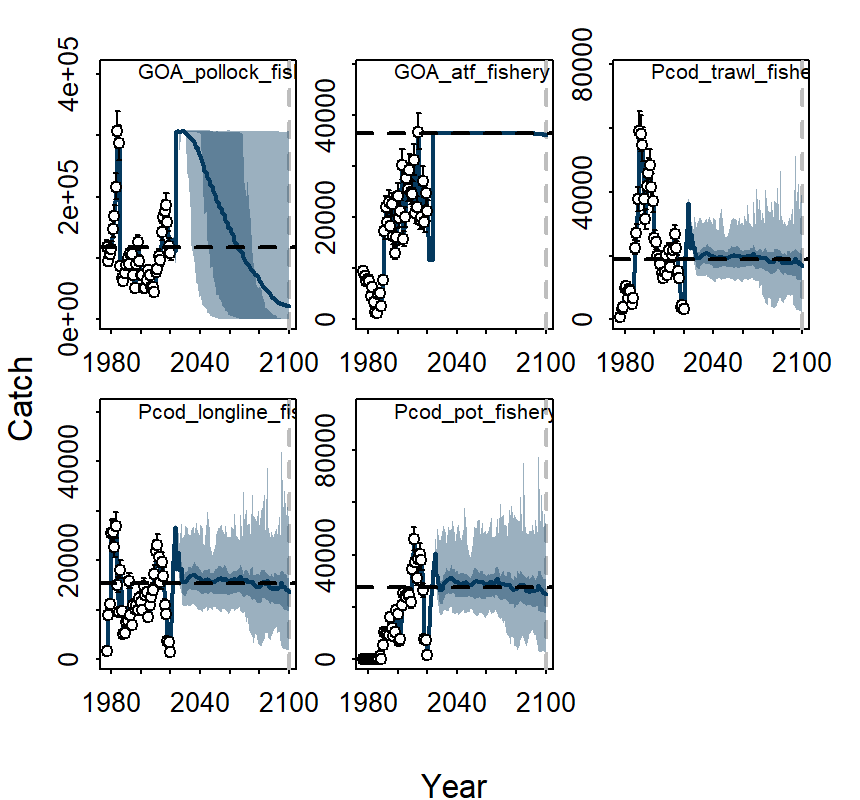 GOA_pollock_fis
GOA_atf_fishery
Pcod_trawl_fishe
0e+00 2e+05 4e+05
0 20000 40000
0 40000 80000
1980 2040 2100
1980 2040 2100
1980 2040 2100
Catch
Pcod_longline_fis
Pcod_pot_fishery
0 20000 40000
0 40000 80000
1980 2040 2100
1980 2040 2100
Year